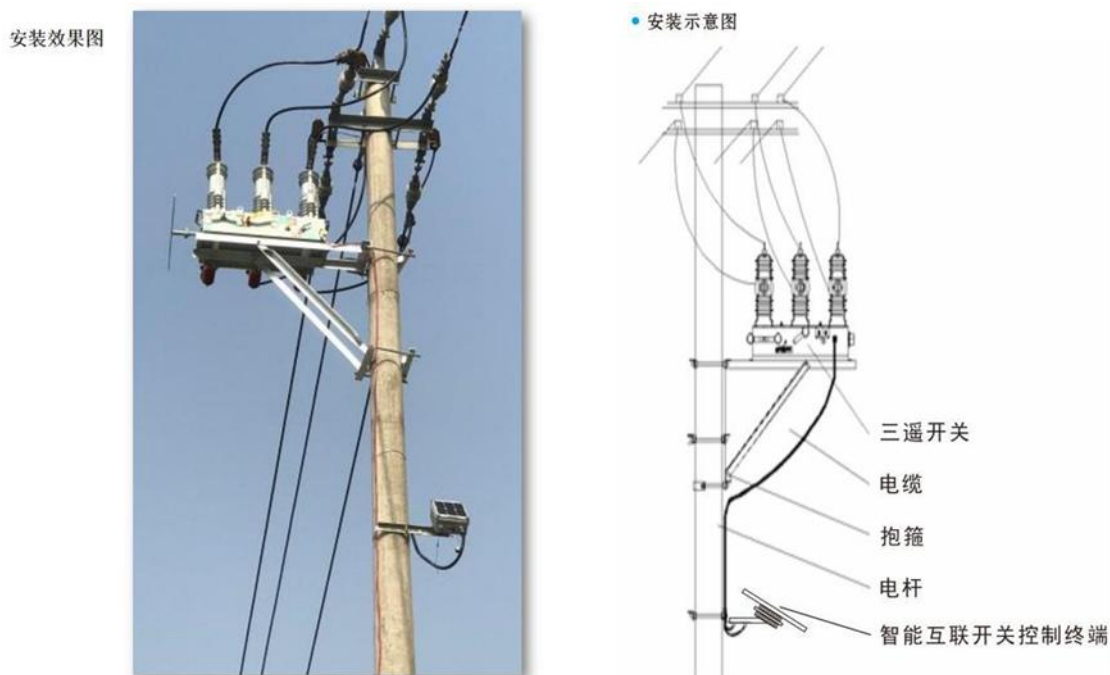 安装效果图
安装示意图
三遥开关
电缆
抱箍
电杆
智能互联开关控制终端